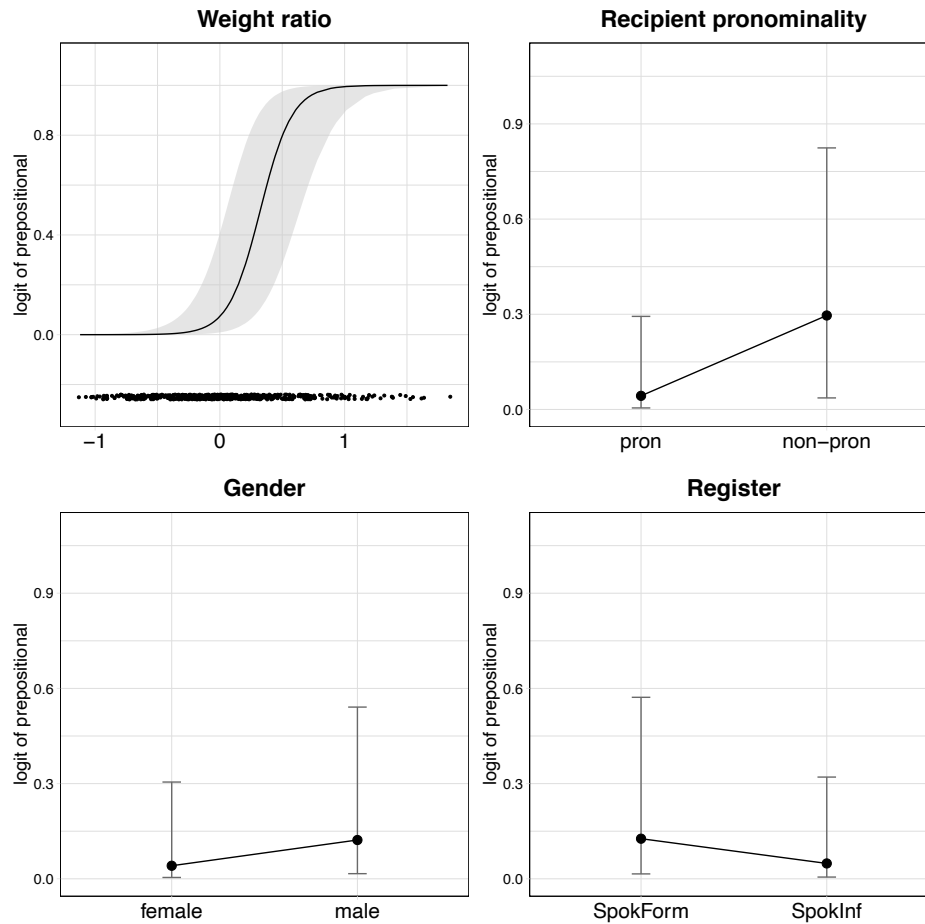 Weight ratio
logit of prepositional
0.8
0.4
0.0
−1 0 1
Recipient pronominality
logit of prepositional
0.9
0.6
0.3
0.0
pron non−pron
Gender
logit of prepositional
0.9
0.6
0.3
0.0
female male
Register
logit of prepositional
0.9
0.6
0.3
0.0
SpokForm SpokInf